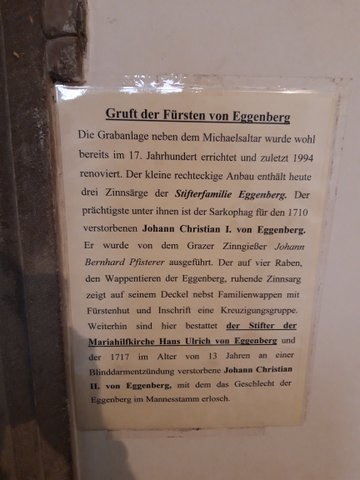 Gruft der Fürsten von Eggenberg
Die Grabanlage neben dem Michaelsaltar wurde wohl
bereits im 17. Jahrhundert errichtet und zuletzt 1994
renoviert. Der kleine rechteckige Anbau enthält heute
drei Zinnsärge der Stifterfamilie Eggenberg. Der
prächtigste unter ihnen ist der Sarkophag für den 1710
verstorbenen Johann Christian I. von Eggenberg.
Er wurde von dem Grazer Zinngießer Johann
Bernhard Pfisterer ausgeführt. Der auf vier Raben,
den Wappentieren der Eggenberg, ruhende Zinnsarg
zeigt auf seinem Deckel nebst Familienwappen mit
Fürstenhut und Inschrift eine Kreuzigungsgruppe.
Weiterhin sind hier bestattet der Stifter der
Mariahilfkirche Hans Ulrich von Eggenberg und
der 1717 im Alter von 13 Jahren an einer
Blinddarmentzündung verstorbene Johann Christian
II. von Eggenberg, mit dem das Geschlecht der
Eggenberg im Mannesstamm erlosch.